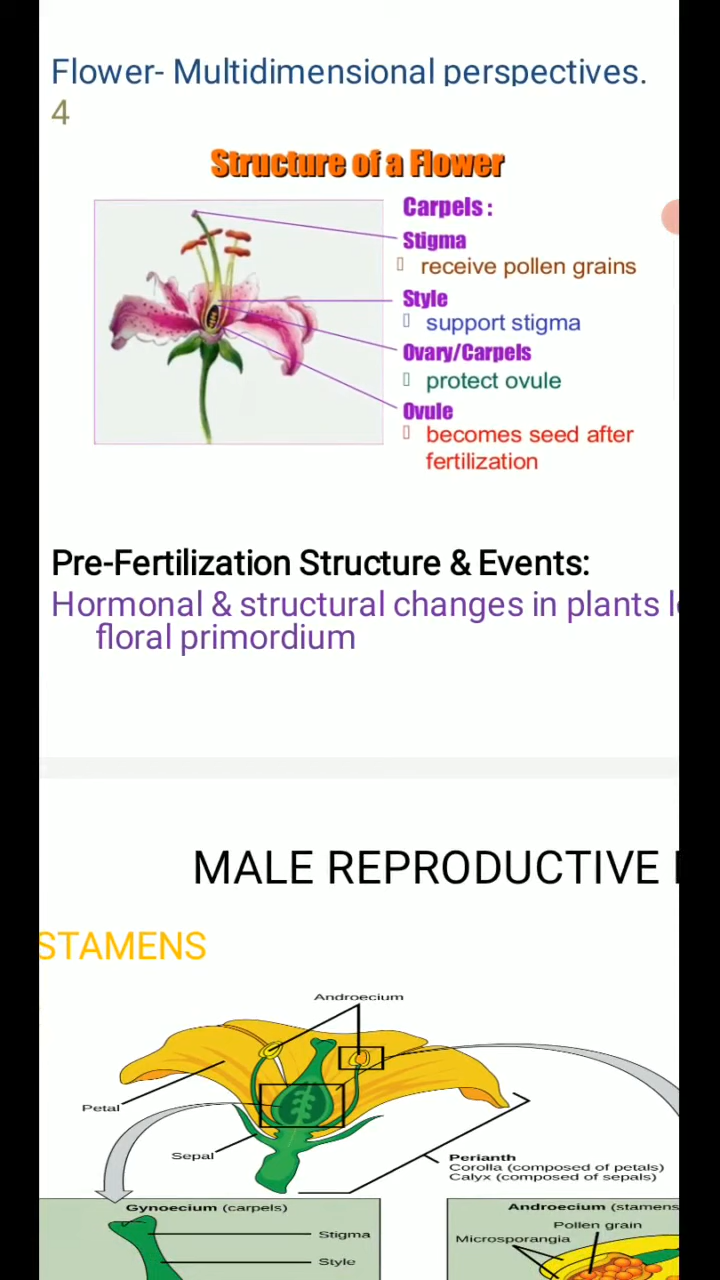 Flower- Multidimensional perspectives.
4
Structure of a Flower
Carpels :
Stigma
receive pollen grains
Style
support stigma
Ovary/Carpels
protect ovule
Ovule
becomes seed after
fertilization
Pre-Fertilization Structure & Events:
Hormonal & structural changes in plants
floral primordium
MALE REPRODUCTIVE
STAMENS
Androecium
Petal
Sepal
Perianth
Corolla (composed of petals)
Calyx (composed of sepals)
Gynoecium (carpels)
Stigma
Style
Androecium (stamens
Pollen grain
Microsporangia